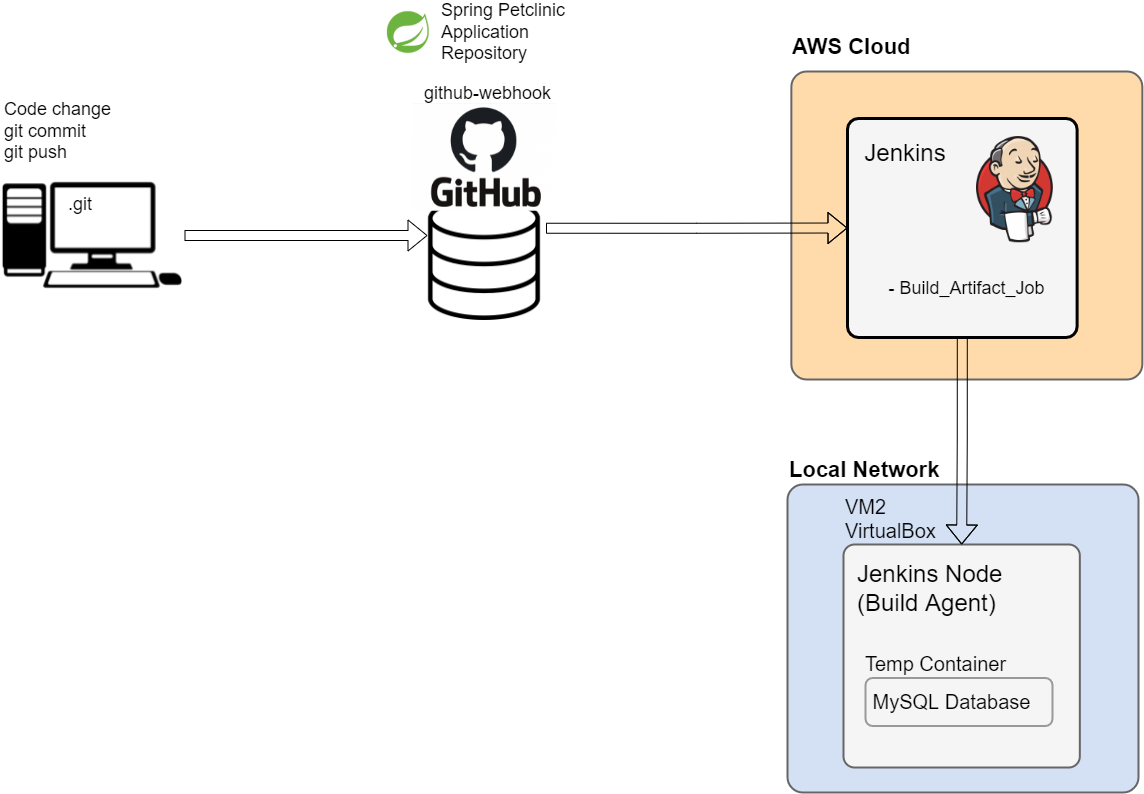 Spring Petclinic
Application
Repository
AWS Cloud
github-webhook
Code change
git commit
git push
GitHub
.git
Jenkins
- Build_Artifact_Job
Local Network
VM2
VirtualBox
Jenkins Node
(Build Agent)
Temp Container
MySQL Database